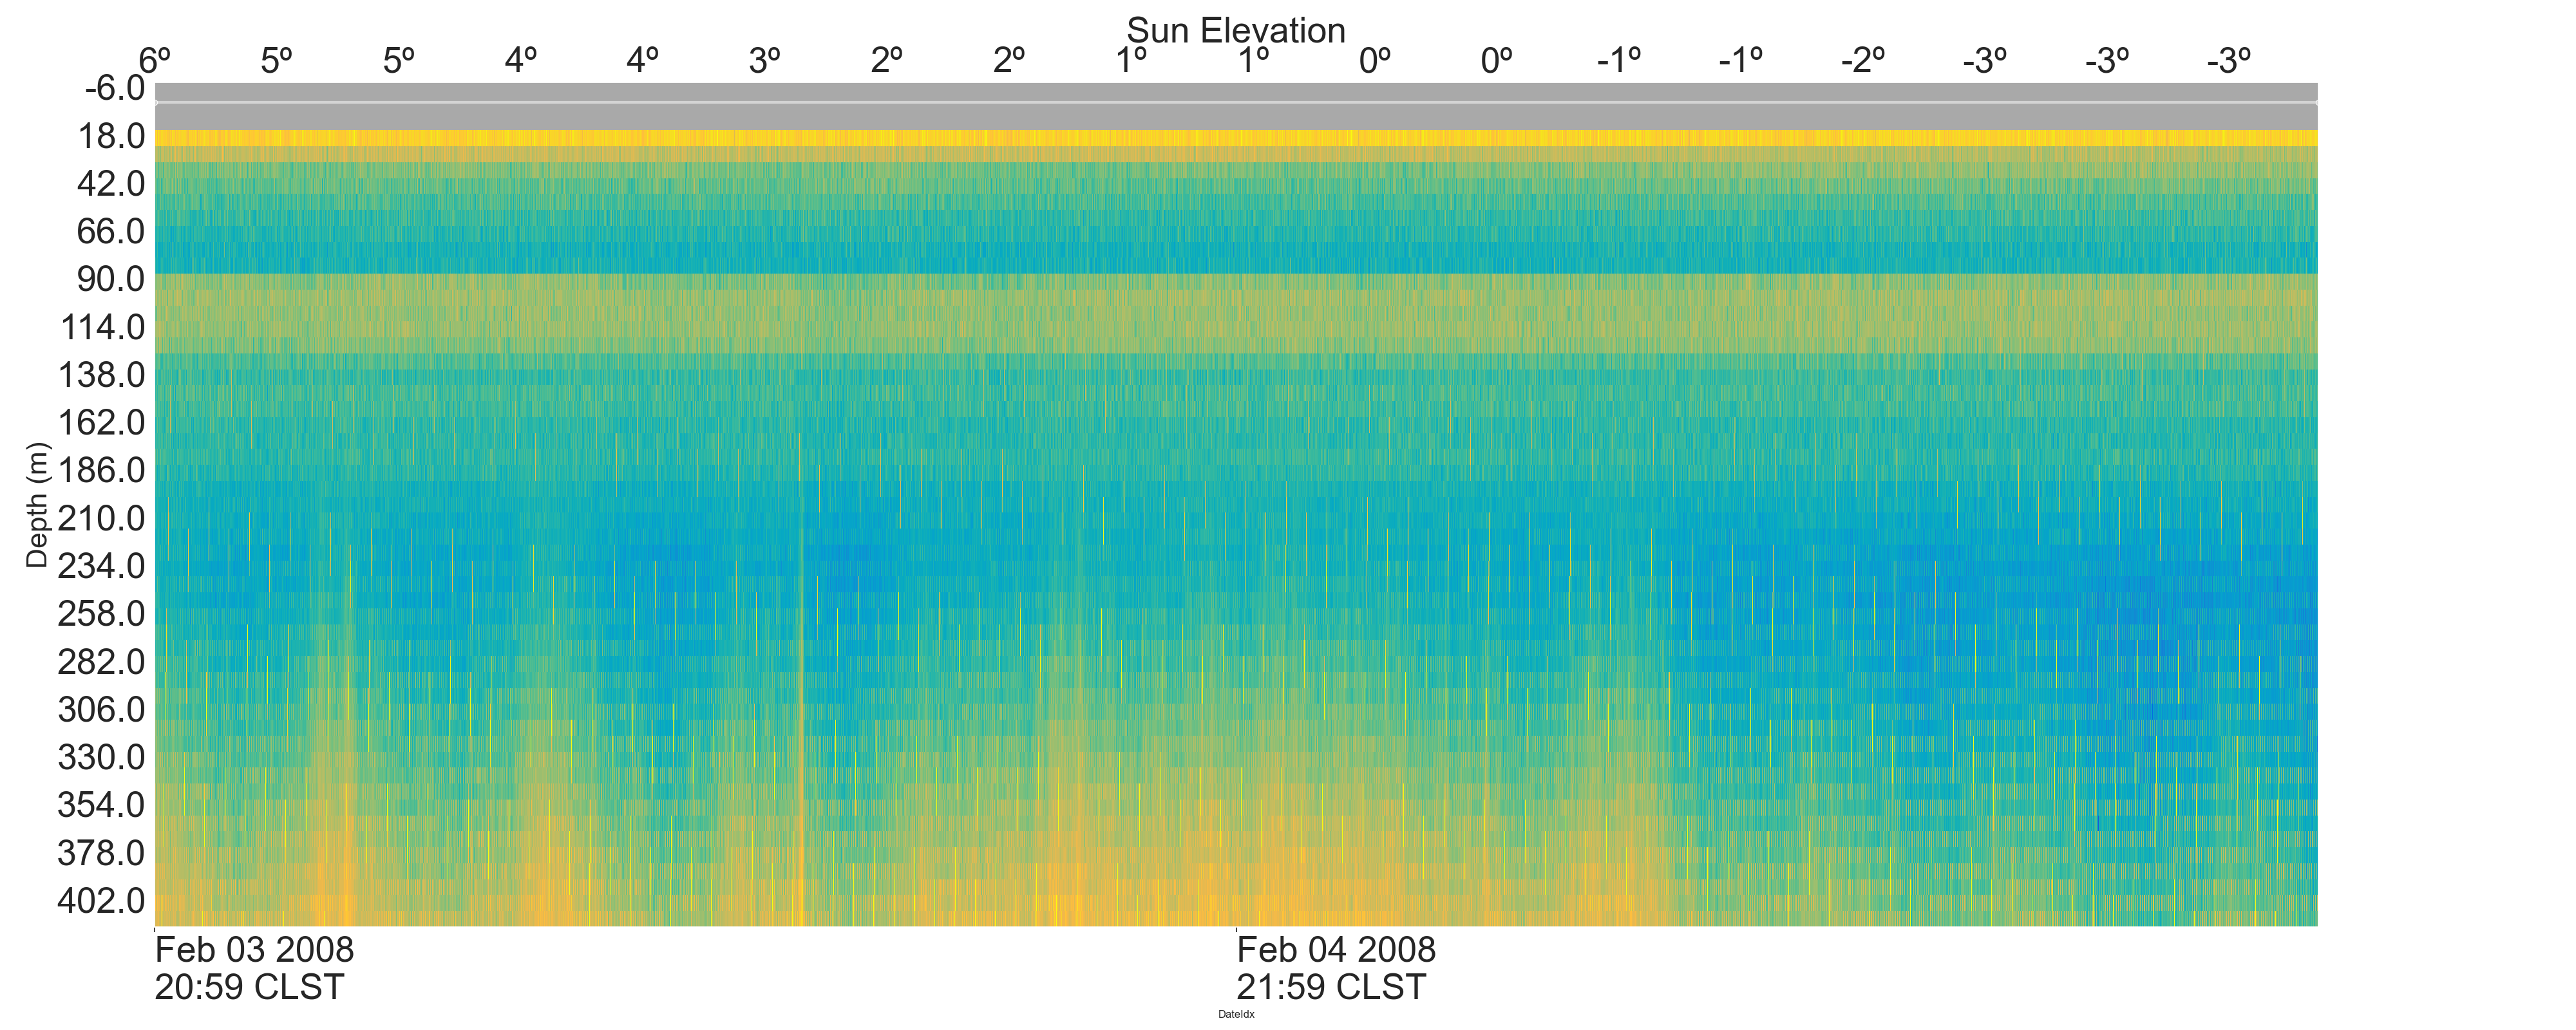 Sun Elevation
6º 5º 5º 4º 4º 3º 2º 2º 1º 1º 0º 0º -1º -1º -2º -3º -3º -3º
-6.0
18.0
42.0
66.0
90.0
114.0
138.0
162.0
186.0
210.0
234.0
258.0
282.0
306.0
330.0
354.0
378.0
402.0
Depth (m)
Feb 03 2008
20:59 CLST
Feb 04 2008
21:59 CLST
DateIdx